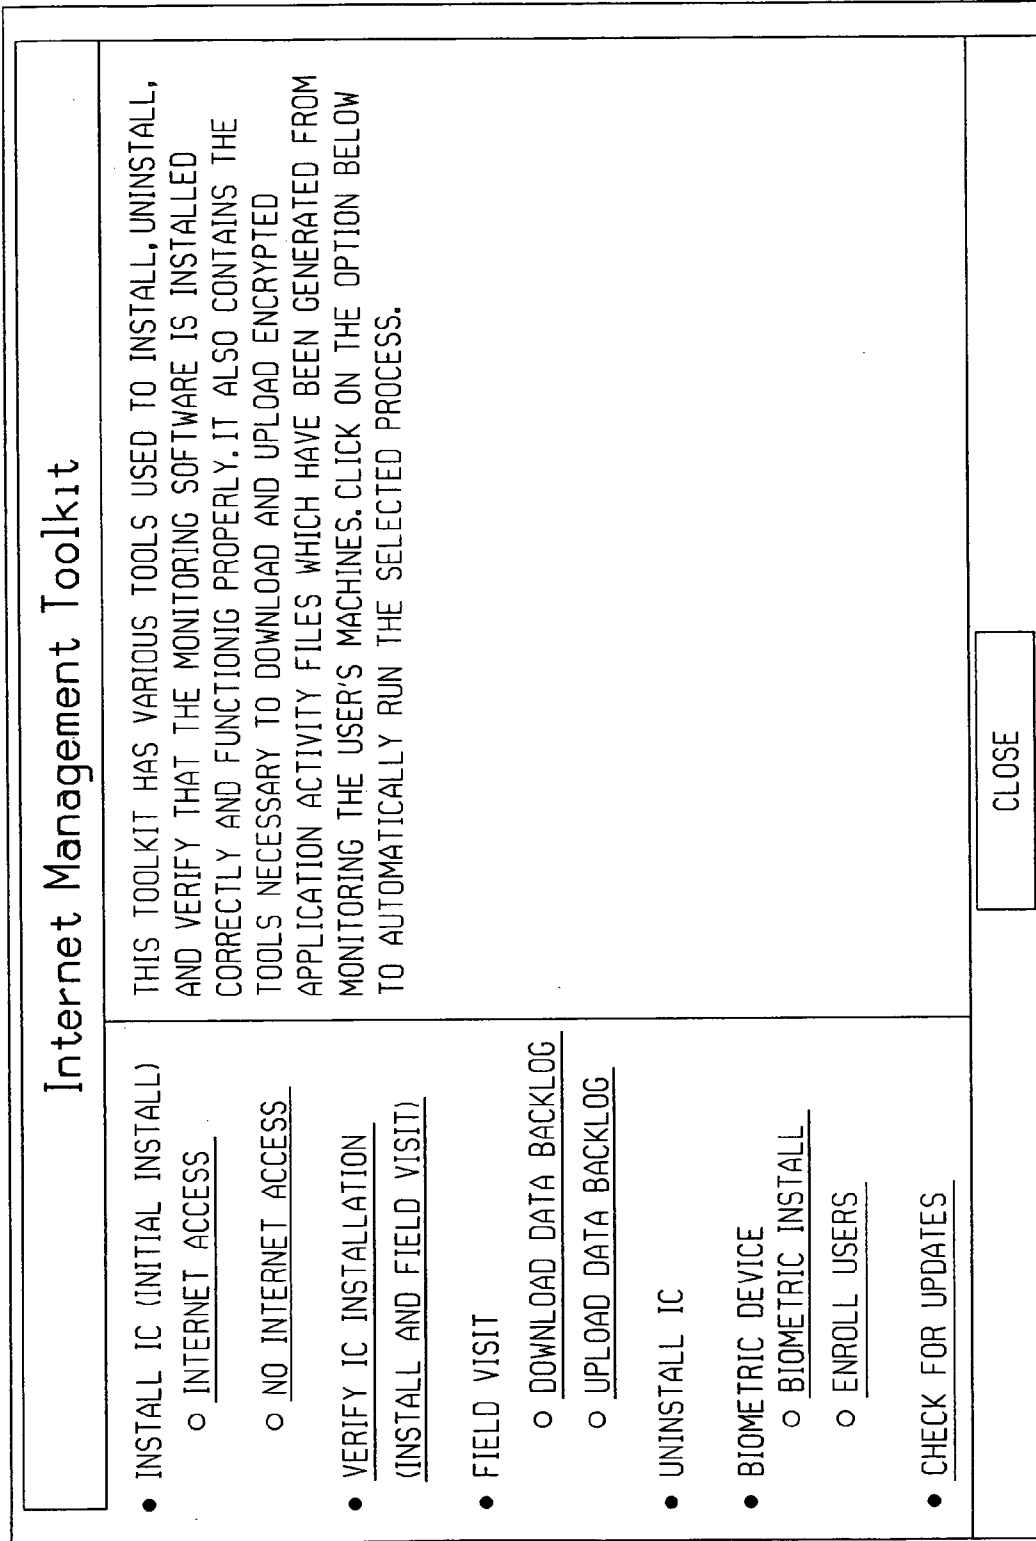 Internet Management Toolkit
• INSTALL IC (INITIAL INSTALL)
○ INTERNET ACCESS
○ NO INTERNET ACCESS
• VERIFY IC INSTALLATION
(INSTALL AND FIELD VISIT)
• FIELD VISIT
○ DOWNLOAD DATA BACKLOG
○ UPLOAD DATA BACKLOG
• UNINSTALL IC
• BIOMETRIC DEVICE
○ BIOMETRIC INSTALL
○ ENROLL USERS
• CHECK FOR UPDATES
THIS TOOLKIT HAS VARIOUS TOOLS USED TO INSTALL, UNINSTALL,
AND VERIFY THAT THE MONITORING SOFTWARE IS INSTALLED
CORRECTLY AND FUNCTIONIG PROPERLY. IT ALSO CONTAINS THE
TOOLS NECESSARY TO DOWNLOAD AND UPLOAD ENCRYPTED
APPLICATION ACTIVITY FILES WHICH HAVE BEEN GENERATED FROM
MONITORING THE USER'S MACHINES. CLICK ON THE OPTION BELOW
TO AUTOMATICALLY RUN THE SELECTED PROCESS.
CLOSE